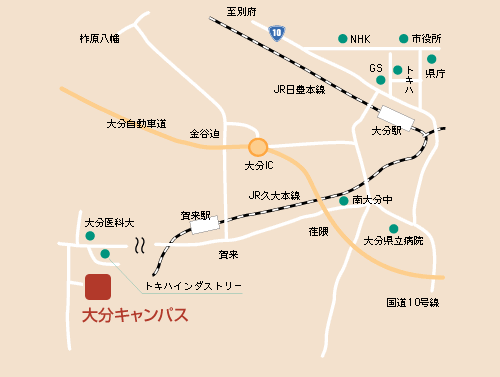 至別府
10
柞原八幡
NHK
市役所
GS
トキハ
県庁
JR日豊本線
大分自動車道
金谷迫
大分駅
大分IC
JR久大本線
南大分中
賀来駅
大分医科大
荏隈
大分県立病院
賀来
トキハインダストリー
国道10号線
大分キャンパス